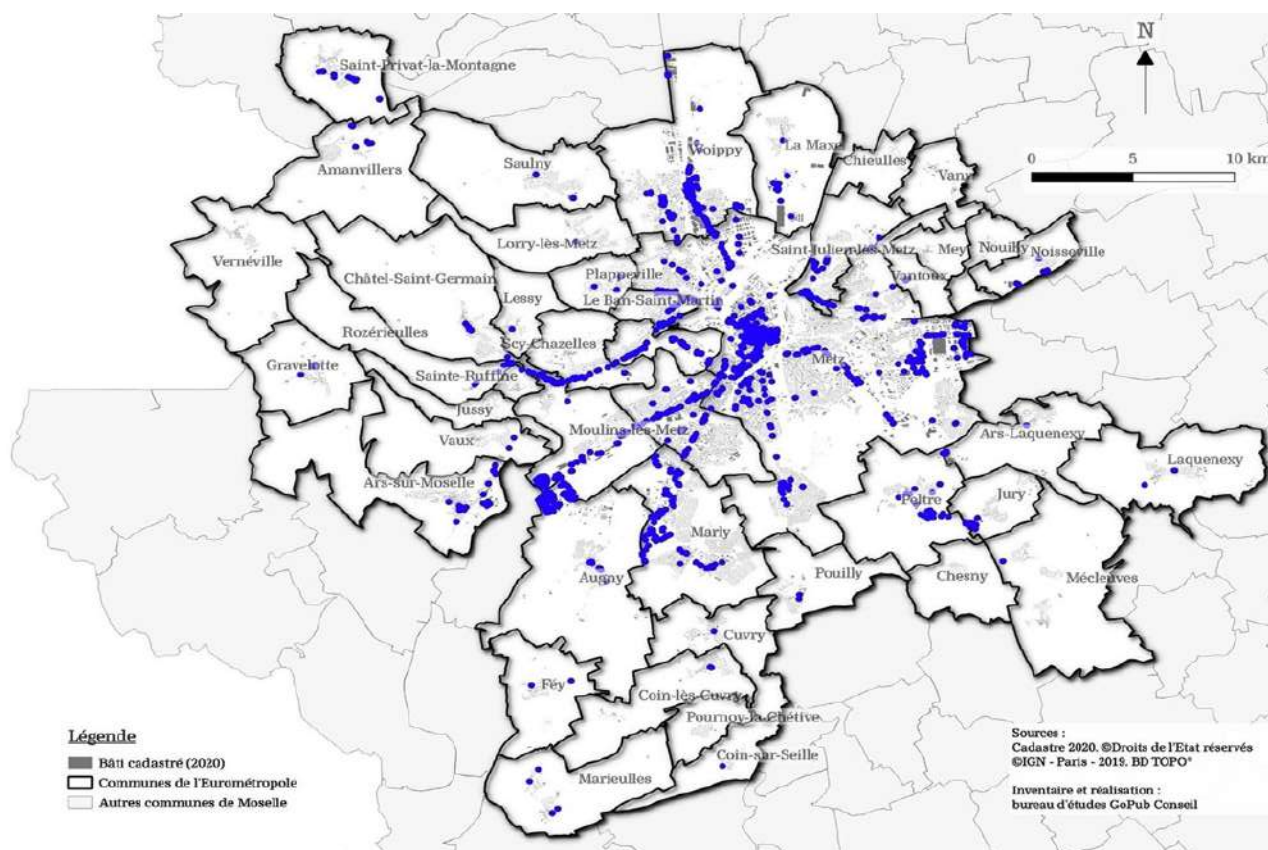 N
Saint-Privat-la-Montagne
0 5 10 km
Woippy
La Maxe
Chieulles
Vany
Amanvillers
Saulny
Lorry-lès-Metz
Saint-Julien-lès-Metz
Mey
Nouilly
Noisseville
Vernéville
Châtel-Saint-Germain
Plappeville
Vantoux
Lessy
Le Ban-Saint-Martin
Rozérieulles
Scy-Chazelles
Gravelotte
Metz
Sainte-Ruffine
Jussy
Moulins-lès-Metz
Ars-Laquenexy
Vaux
Laquenexy
Ars-sur-Moselle
Peltre
Jury
Marly
Augny
Pouilly
Chesny
Mécleuves
Cuvry
Féy
Coin-lès-Cuvry
Pournoy-la-Chétive
Coin-sur-Seille
Marieulles
Légende
Bâti cadastré (2020)
Communes de l'Eurométropole
Autres communes de Moselle
Sources :
Cadastre 2020. ©Droits de l'Etat réservés
©IGN - Paris - 2019. BD TOPO®
Inventaire et réalisation :
bureau d'études GoPub Conseil